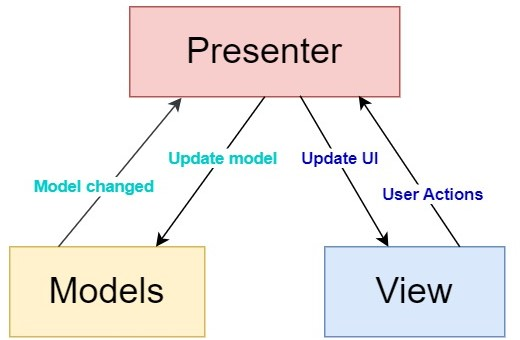 Presenter
Update model
Update UI
Model changed
User Actions
Models
View